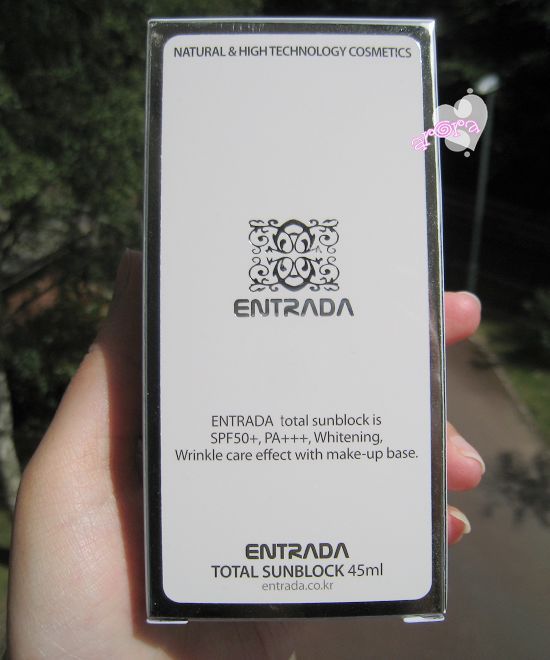 NATURAL & HIGH TECHNOLOGY COSMETICS
ENTRADA
ENTRADA total sunblock is
SPF50+, PA+++, Whitening,
Wrinkle care effect with make-up base.
ENTRADA
TOTAL SUNBLOCK 45ml
entrada.co.kr